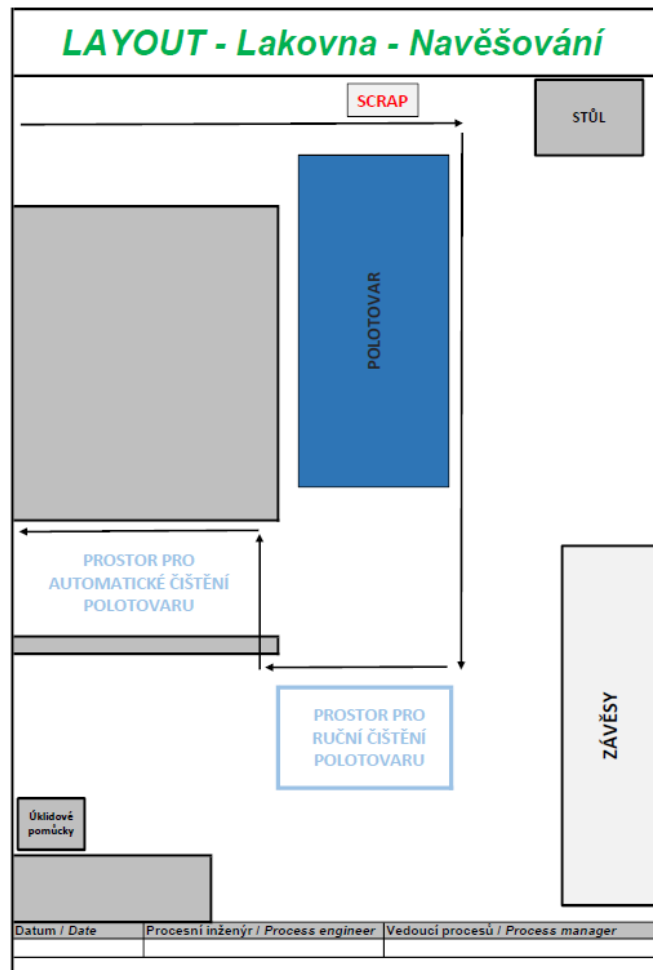 LAYOUT - Lakovna - Navěšování
SCRAP
STŮL
POLOTOVAR
PROSTOR PRO
AUTOMATICKÉ ČIŠTĚNÍ
POLOTOVARU
PROSTOR PRO
RUČNÍ ČIŠTĚNÍ
POLOTOVARU
ZÁVĚSY
Úklidové
pomůcky
Datum / Date
Procesní inženýr / Process engineer
Vedoucí procesů / Process manager